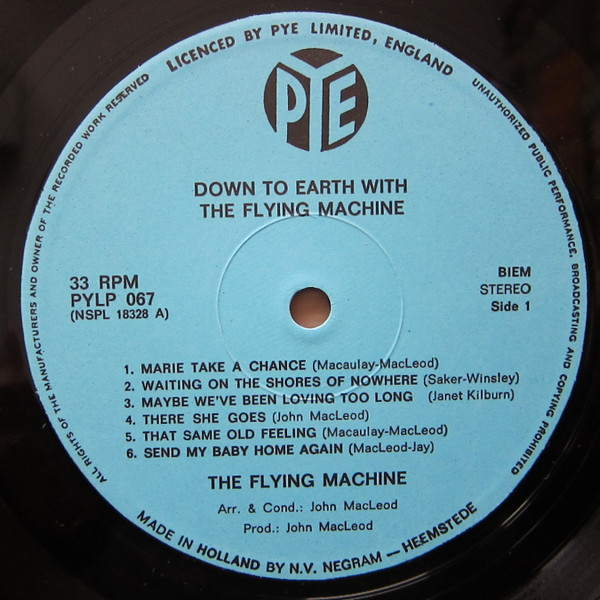 LICENCED BY PYE LIMITED, ENGLAND
UNAUTHORIZED PUBLIC PERFORMANCE, BROADCASTING AND COPYING PROHIBITED
ALL RIGHTS OF THE MANUFACTURERS AND OWNER OF THE RECORDED WORK RESERVED
PYE
DOWN TO EARTH WITH
THE FLYING MACHINE
33 RPM
PYLP 067
(NSPL 18328 A)
BIEM
STEREO
Side 1
1. MARIE TAKE A CHANCE (Macaulay-MacLeod)
2. WAITING ON THE SHORES OF NOWHERE (Saker-Winsley)
3. MAYBE WE'VE BEEN LOVING TOO LONG (Janet Kilburn)
4. THERE SHE GOES (John MacLeod)
5. THAT SAME OLD FEELING (Macaulay-MacLeod)
6. SEND MY BABY HOME AGAIN (MacLeod-Jay)
THE FLYING MACHINE
Arr. & Cond.: John MacLeod
Prod.: John MacLeod
MADE IN HOLLAND BY N.V. NEGRAM — HEEMSTEDE